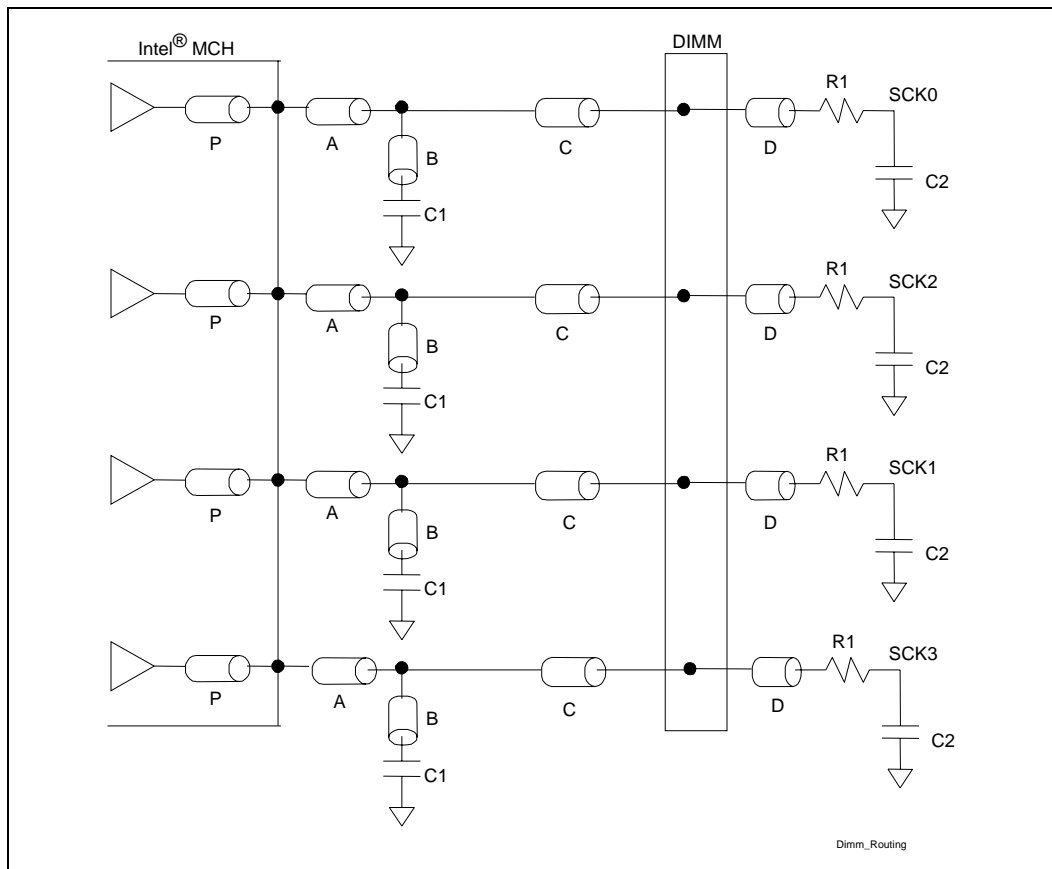 Intel® MCH
DIMM
R1
SCK0
P
A
B
C
D
C2
C1
R1
SCK2
P
A
B
C
D
C2
C1
R1
SCK1
P
A
B
C
D
C2
C1
R1
SCK3
P
A
B
C
D
C2
C1
Dimm_Routing